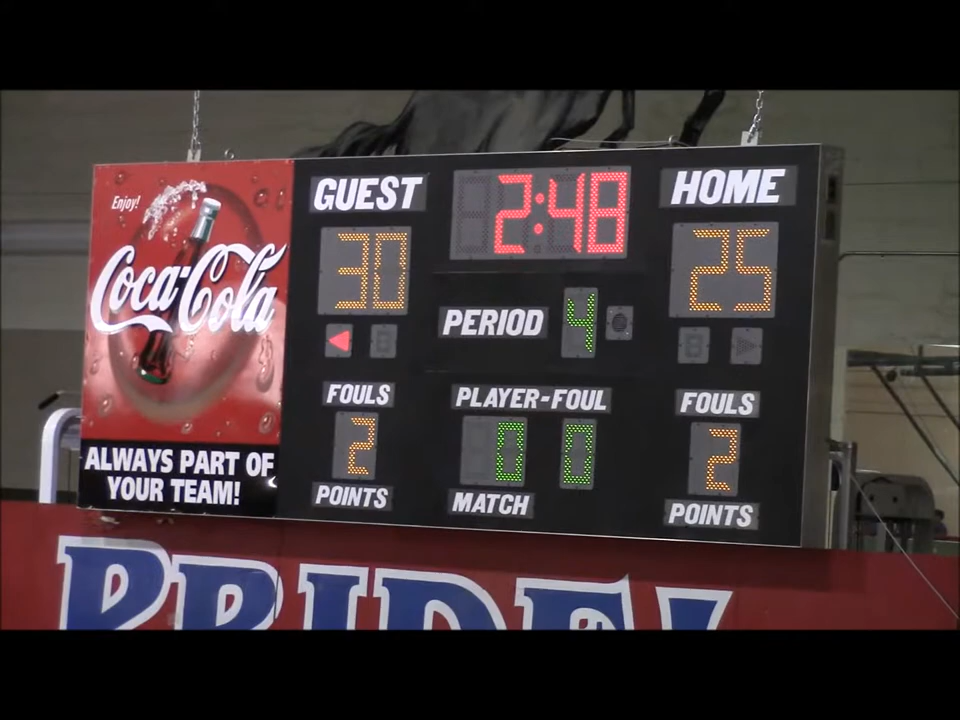 Enjoy!
Coca-Cola
ALWAYS PART OF
YOUR TEAM!
GUEST
2:48
HOME
30
25
PERIOD 4
B
B
FOULS
PLAYER-FOUL
FOULS
2
0 0
2
POINTS
MATCH
POINTS
PRIDE!